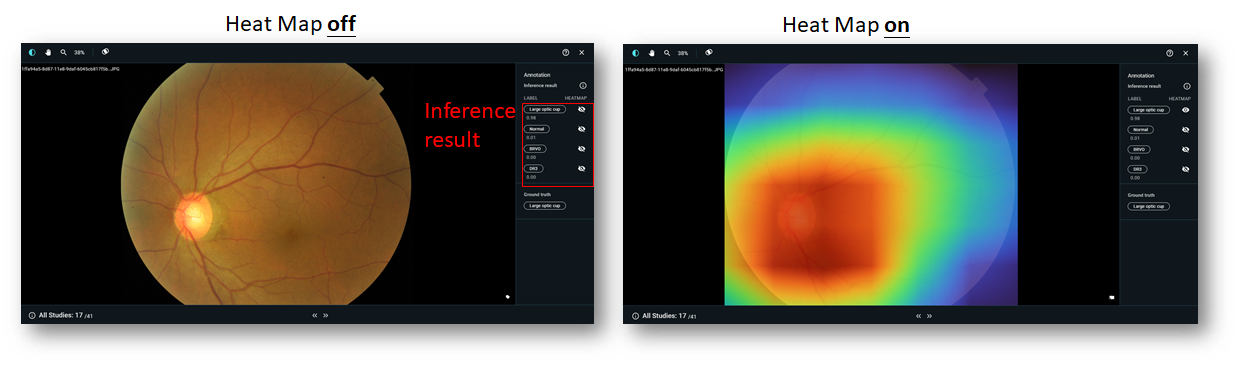 Heat Map off
38%
1ffa94a5-8d87-11e8-9daf-6045cb817f5b...JPG
Inference
result
Annotation
Inference result
LABEL HEATMAP
Large optic cup
0.98
Normal
0.01
BRVO
0.00
DR3
0.00
Ground truth
Large optic cup
All Studies: 17 /41
Heat Map on
38%
1ffa94a5-8d87-11e8-9daf-6045cb817f5b...JPG
Annotation
Inference result
LABEL HEATMAP
Large optic cup
0.98
Normal
0.01
BRVO
0.00
DR3
0.00
Ground truth
Large optic cup
All Studies: 17 /41